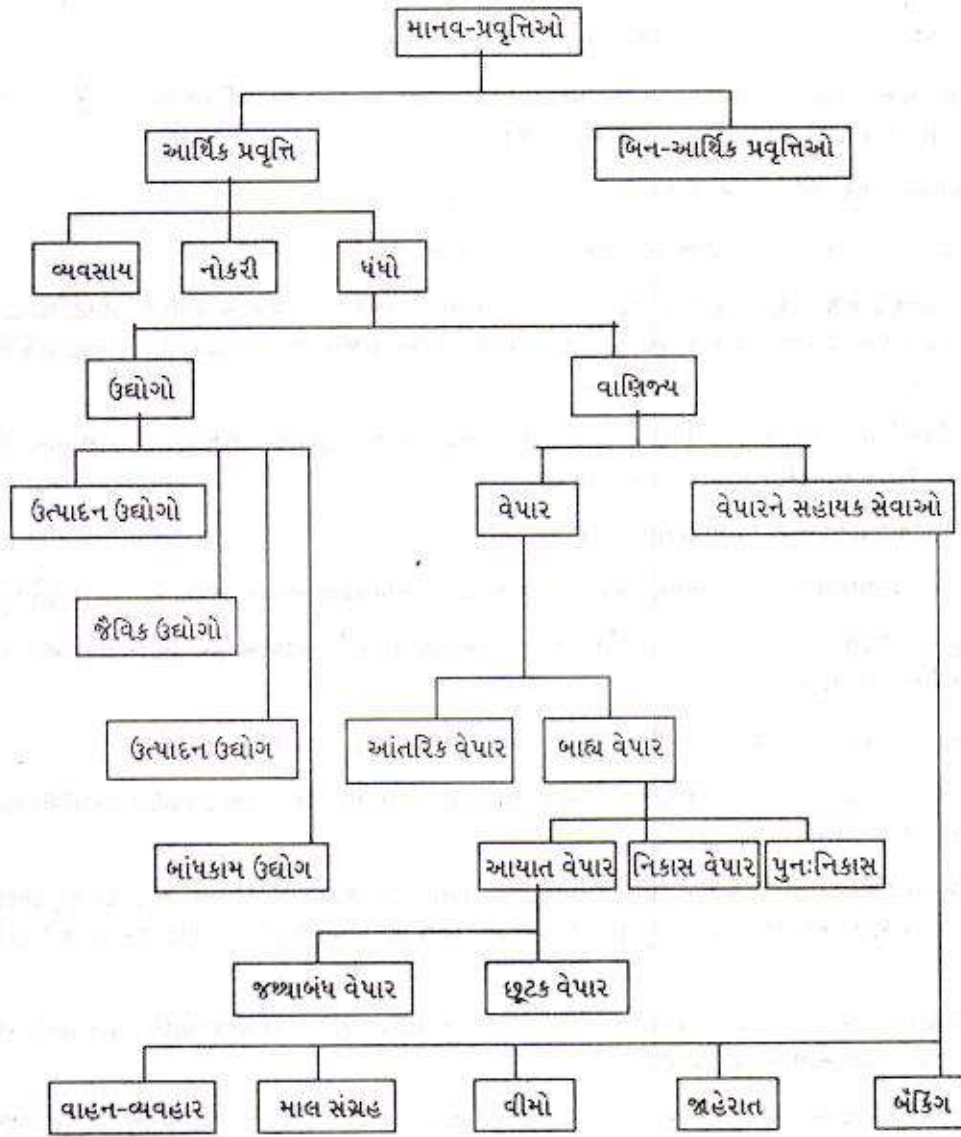 માનવ-પ્રવૃત્તિઓ
આર્થિક પ્રવૃત્તિ
બિન-આર્થિક પ્રવૃત્તિઓ
વ્યવસાય
નોકરી
ધંધો
ઉદ્યોગો
વાણિજ્ય
ઉત્પાદન ઉદ્યોગો
વેપાર
વેપારને સહાયક સેવાઓ
જૈવિક ઉદ્યોગો
ઉત્પાદન ઉદ્યોગ
આંતરિક વેપાર
બાહ્ય વેપાર
બાંધકામ ઉદ્યોગ
આયાત વેપાર
નિકાસ વેપાર
પુનઃનિકાસ
જથ્થાબંધ વેપાર
છૂટક વેપાર
વાહન-વ્યવહાર
માલ સંગ્રહ
વીમો
જાહેરાત
બૅંકિંગ